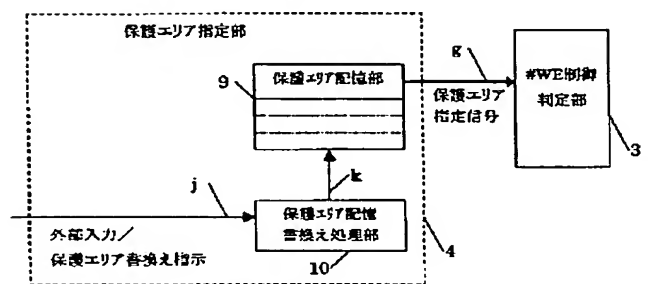 保護エリア指定部
9
保護エリア記憶部
g
保護エリア
指定信号
#WE制御
判定部
3
k
j
保護エリア記憶
書換え処理部
10
4
外部入力／
保護エリア書換え指示